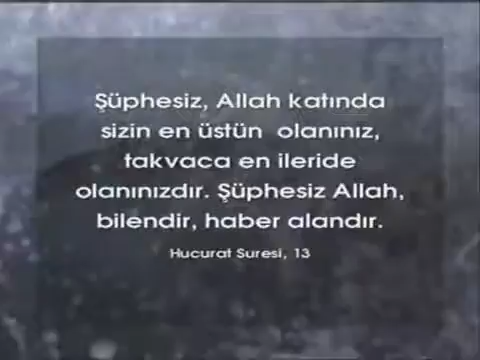 Şüphesiz, Allah katında
sizin en üstün olanınız,
takvaca en ileride
olanınızdır. Şüphesiz Allah,
bilendir, haber alandır.
Hucurat Suresi, 13